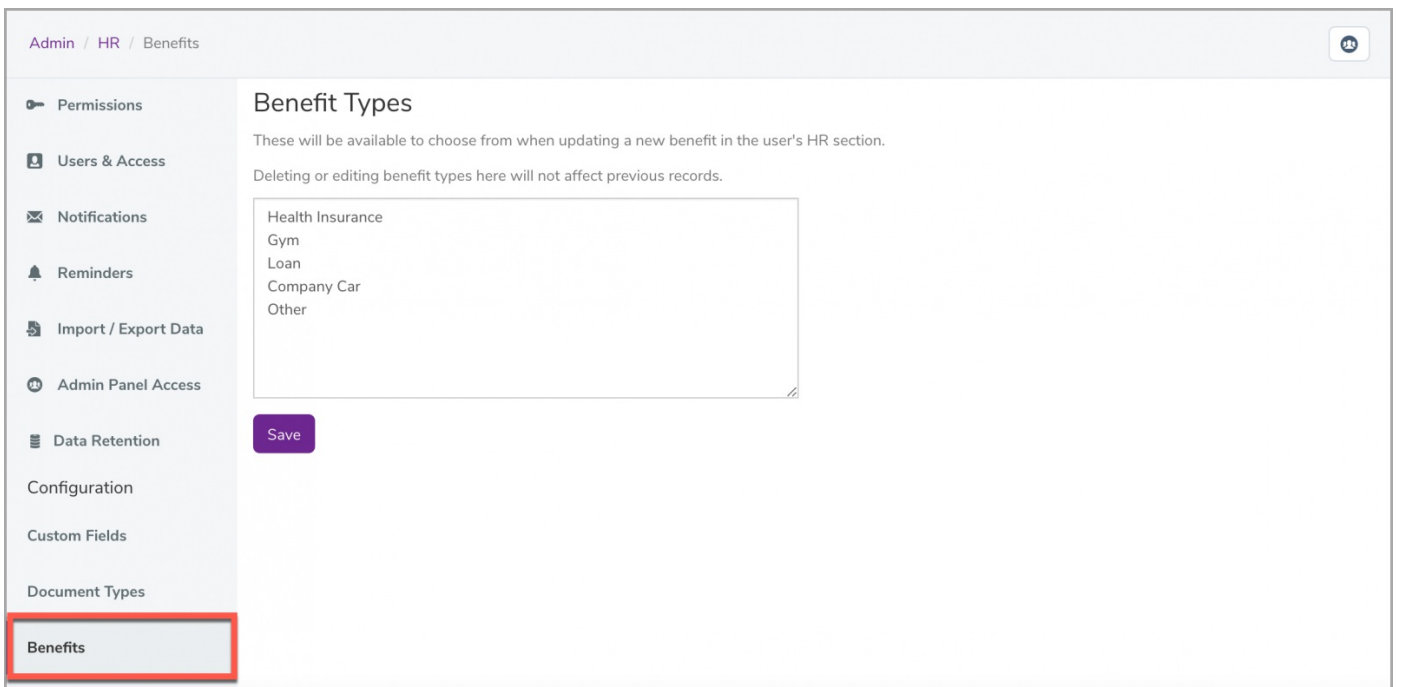 Admin / HR / Benefits
Permissions
Users & Access
Notifications
Reminders
Import / Export Data
Admin Panel Access
Data Retention
Configuration
Custom Fields
Document Types
Benefits
Benefit Types
These will be available to choose from when updating a new benefit in the user's HR section.
Deleting or editing benefit types here will not affect previous records.
Health Insurance
Gym
Loan
Company Car
Other
Save